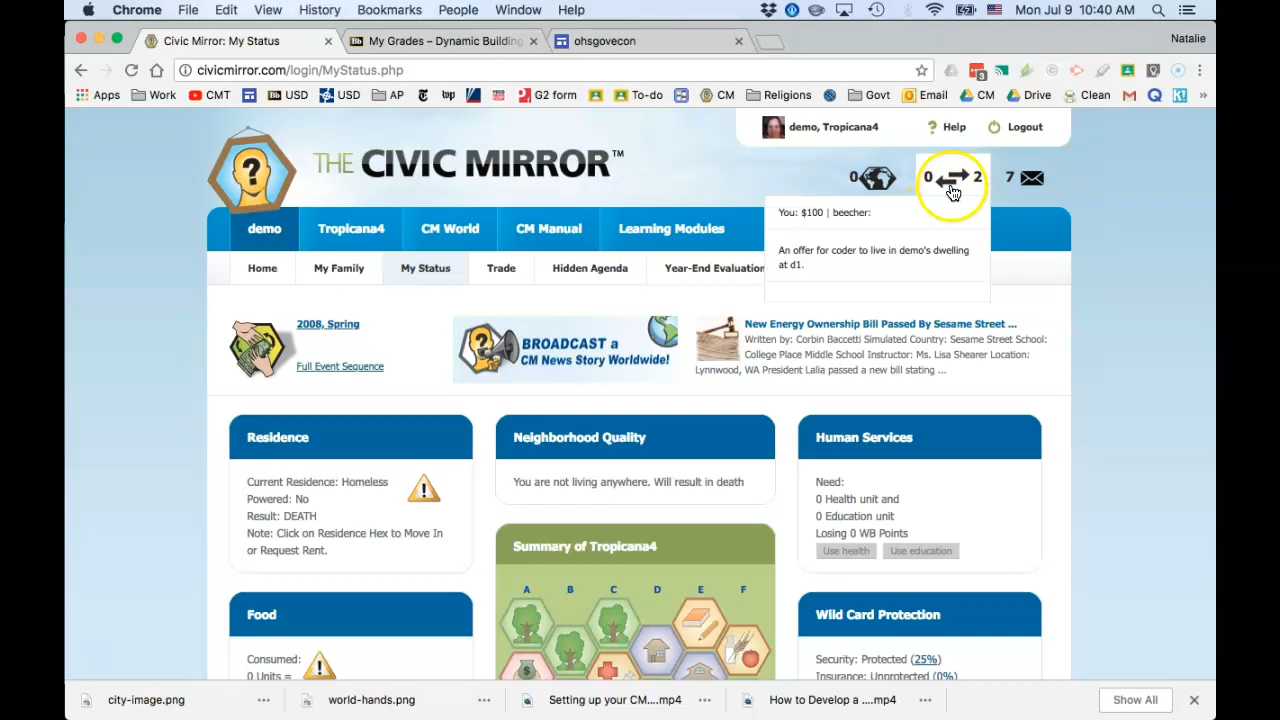 Chrome File Edit View History Bookmarks People Window Help Mon Jul 9 10:40 AM
Civic Mirror: My Status My Grades – Dynamic Building ohsgovecon Natalie
civicmirror.com/login/MyStatus.php 3
Apps Work CMT USD USD AP wp G2 form To-do CM Religions Govt Email CM Drive Clean »
demo, Tropicana4 Help Logout
THE CIVIC MIRROR™
0 0 2 7
demo Tropicana4 CM World CM Manual Learning Modules
You: $100 | beecher:
An offer for coder to live in demo's dwelling
at d1.
Home My Family My Status Trade Hidden Agenda Year-End Evaluation
2008, Spring
Full Event Sequence
BROADCAST a
CM News Story Worldwide!
New Energy Ownership Bill Passed By Sesame Street ...
Written by: Corbin Baccetti Simulated Country: Sesame Street School:
College Place Middle School Instructor: Ms. Lisa Shearer Location:
Lynnwood, WA President Lalia passed a new bill stating ...
Residence
Current Residence: Homeless
Powered: No
Result: DEATH
Note: Click on Residence Hex to Move In
or Request Rent.
Neighborhood Quality
You are not living anywhere. Will result in death
Human Services
Need:
0 Health unit and
0 Education unit
Losing 0 WB Points
Use health Use education
Summary of Tropicana4
A B C D E F
Food
Consumed:
0 Units =
Wild Card Protection
Security: Protected (25%)
Insurance: Unprotected (0%)
city-image.png world-hands.png Setting up your CM....mp4 How to Develop a ....mp4 Show All